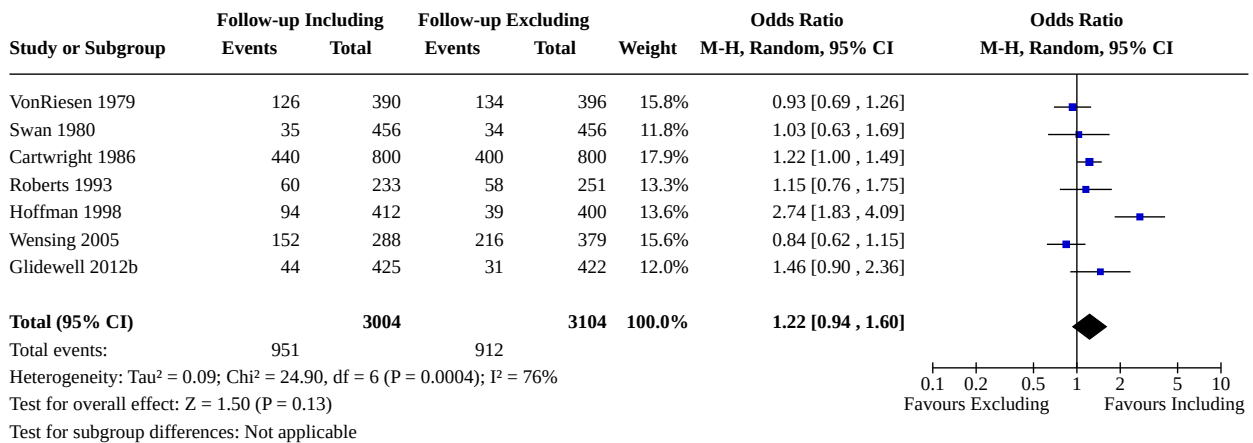 Follow-up Including Follow-up Excluding Odds Ratio Odds Ratio
Study or Subgroup Events Total Events Total Weight M-H, Random, 95% CI M-H, Random, 95% CI
VonRiesen 1979 126 390 134 396 15.8% 0.93 [0.69 , 1.26]
Swan 1980 35 456 34 456 11.8% 1.03 [0.63 , 1.69]
Cartwright 1986 440 800 400 800 17.9% 1.22 [1.00 , 1.49]
Roberts 1993 60 233 58 251 13.3% 1.15 [0.76 , 1.75]
Hoffman 1998 94 412 39 400 13.6% 2.74 [1.83 , 4.09]
Wensing 2005 152 288 216 379 15.6% 0.84 [0.62 , 1.15]
Glidewell 2012b 44 425 31 422 12.0% 1.46 [0.90 , 2.36]
Total (95% CI) 3004 3104 100.0% 1.22 [0.94 , 1.60]
Total events: 951 912
Heterogeneity: Tau² = 0.09; Chi² = 24.90, df = 6 (P = 0.0004); I² = 76% 0.1 0.2 0.5 1 2 5 10
Test for overall effect: Z = 1.50 (P = 0.13) Favours Excluding Favours Including
Test for subgroup differences: Not applicable